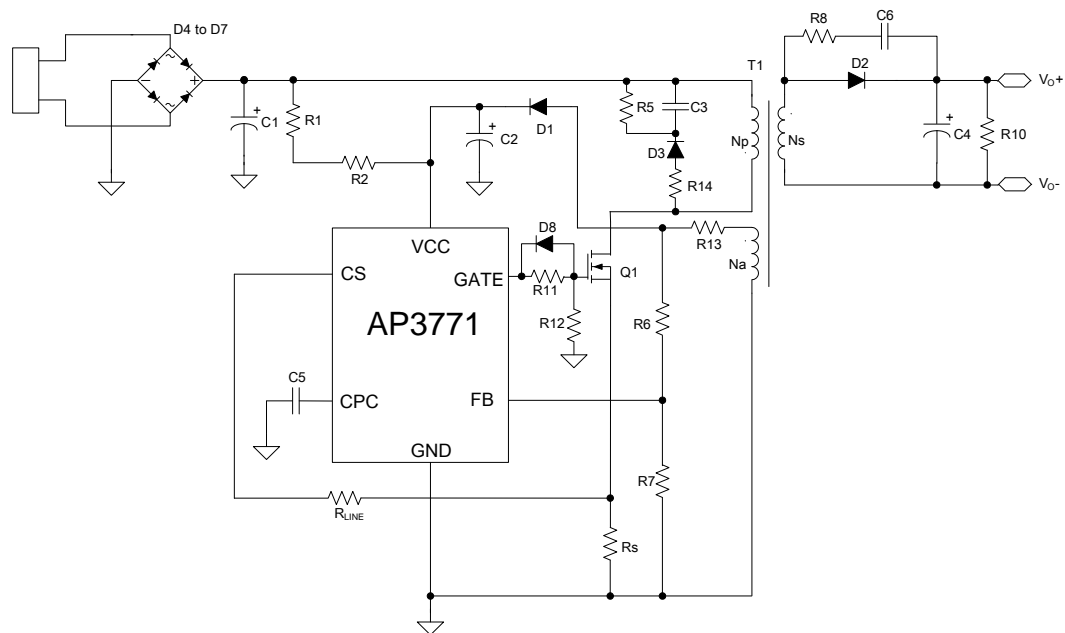 D4 to D7
~
−
+
~
+
C1
R1
R2
+
C2
D1
R5
C3
D3
R14
T1
Np
Ns
R8
C6
D2
+
C4
R10
VO+
VO-
VCC
CS
GATE
AP3771
CPC
FB
GND
D8
R11
R12
Q1
R13
Na
R6
R7
C5
RLINE
Rs